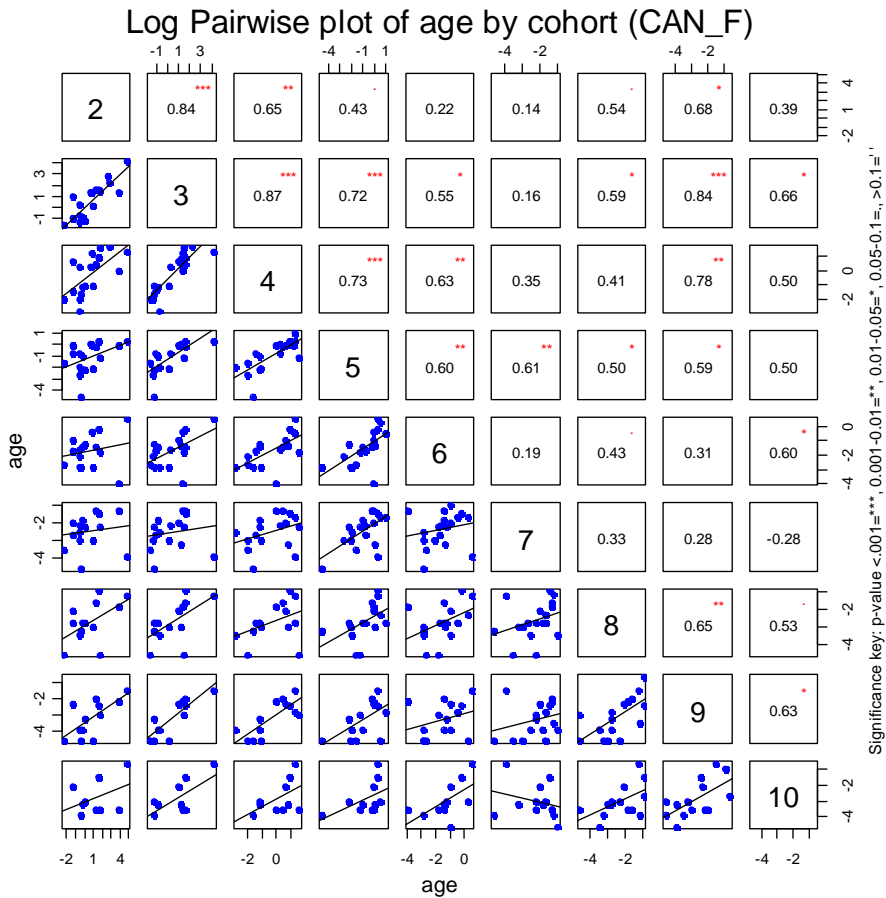 Log Pairwise plot of age by cohort (CAN_F)
-1 1 3 -4 -2 0 1 -4 -2 -4 -2
2 0.84 *** 0.65 ** 0.43 . 0.22 0.14 0.54 . 0.68 * 0.39 -2 1 4
-1 1 3 3 0.87 *** 0.72 *** 0.55 * 0.16 0.59 * 0.84 *** 0.66 *
4 0.73 *** 0.63 ** 0.35 0.41 0.78 ** 0.50 -2 0
-4 -1 1 5 0.60 ** 0.61 ** 0.50 * 0.59 * 0.50
6 0.19 0.43 . 0.31 0.60 * -4 -2 0
-4 -2 7 0.33 0.28 -0.28
8 0.65 ** 0.53 . -4 -2
-4 -2 9 0.63 *
10 -4 -2
-2 1 4 -2 0 -4 -2 0 -4 -2 -4 -2
age
age
Significance key: p-value <.001=***, 0.001-0.01=**, 0.01-0.05=*, 0.05-0.1=., >0.1=' '